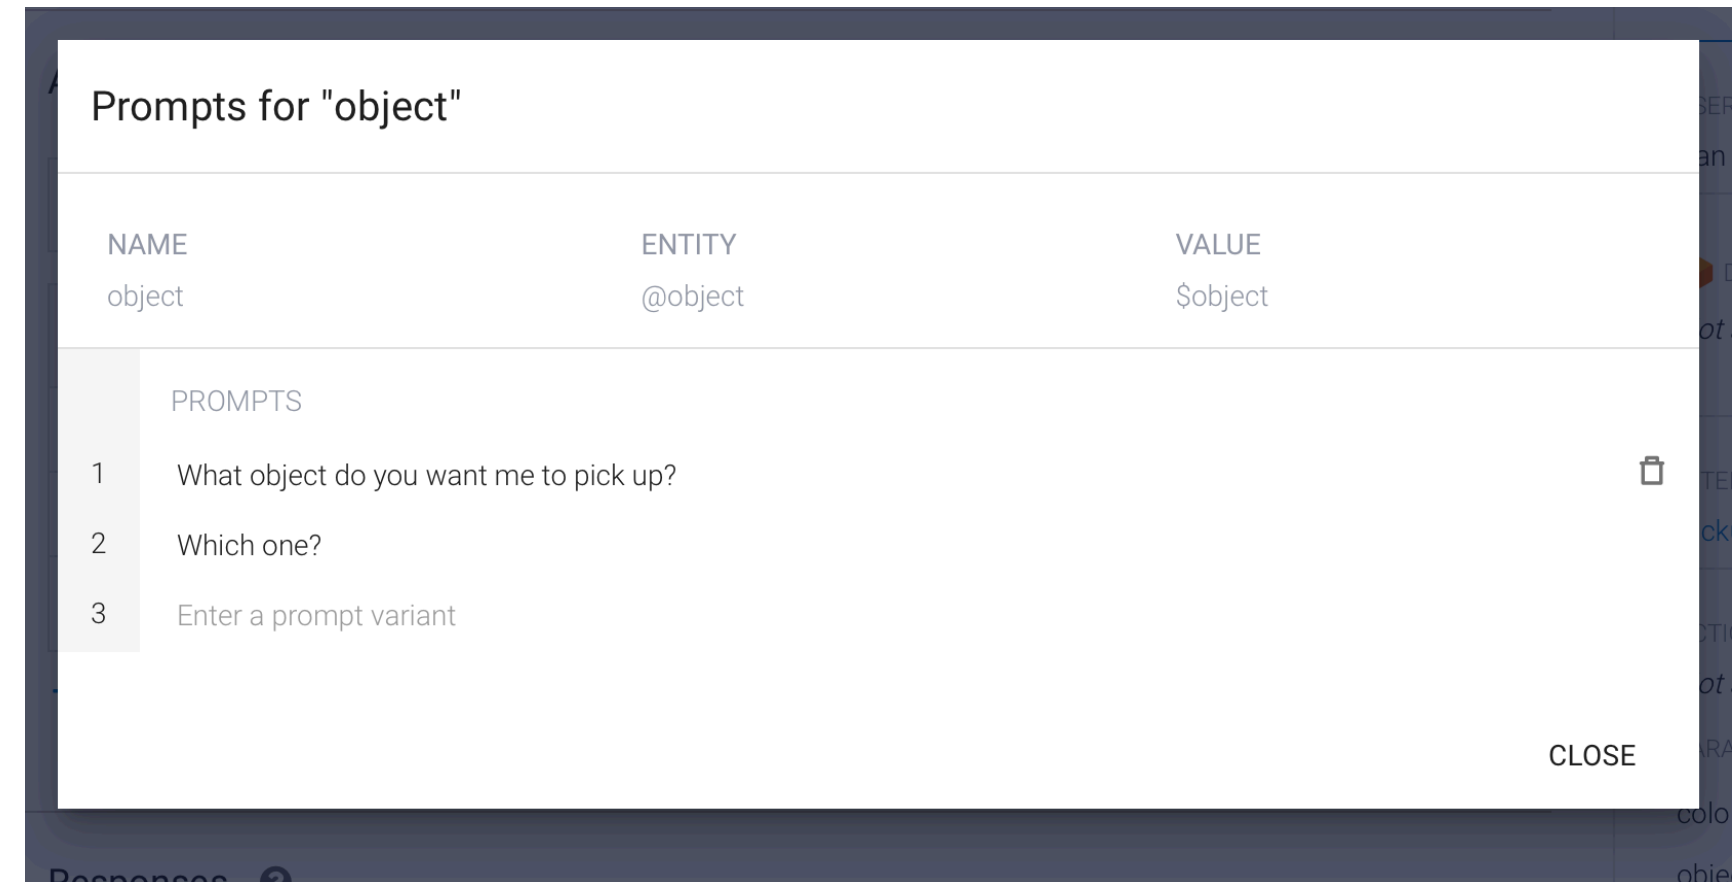 Prompts for "object"
NAME ENTITY VALUE
object @object $object
PROMPTS
1 What object do you want me to pick up?
2 Which one?
3 Enter a prompt variant
CLOSE
Responses